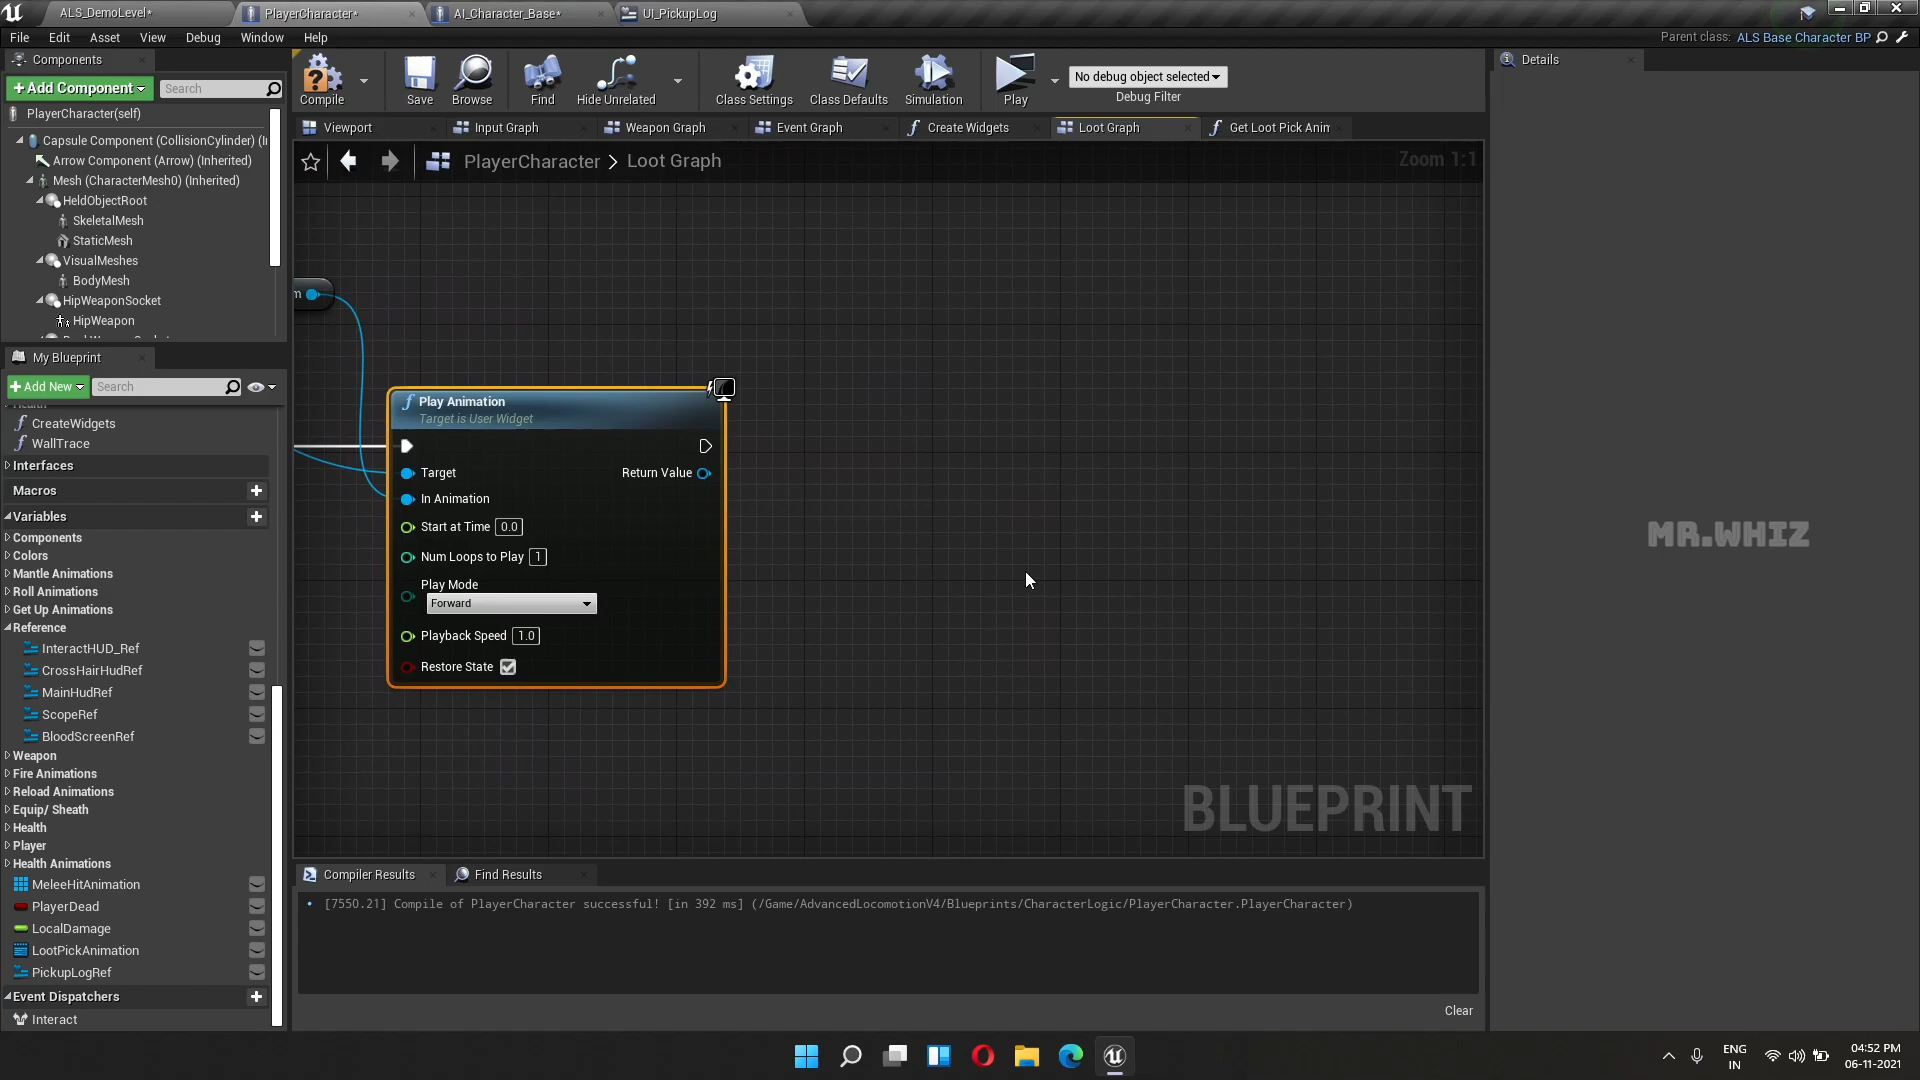 ALS_DemoLevel*
PlayerCharacter*
AI_Character_Base*
UI_PickupLog
File Edit Asset View Debug Window Help
Parent class: ALS Base Character BP
Components
+Add Component
Search
PlayerCharacter(self)
Capsule Component (CollisionCylinder) (I
Arrow Component (Arrow) (Inherited)
Mesh (CharacterMesh0) (Inherited)
HeldObjectRoot
SkeletalMesh
StaticMesh
VisualMeshes
BodyMesh
HipWeaponSocket
HipWeapon
Compile
Save
Browse
Find
Hide Unrelated
Class Settings
Class Defaults
Simulation
Play
No debug object selected
Debug Filter
Details
Viewport
Input Graph
Weapon Graph
Event Graph
Create Widgets
Loot Graph
Get Loot Pick Anim
PlayerCharacter > Loot Graph
Zoom 1:1
m
Play Animation
Target is User Widget
Target
Return Value
In Animation
Start at Time 0.0
Num Loops to Play 1
Play Mode
Forward
Playback Speed 1.0
Restore State
BLUEPRINT
MR.WHIZ
My Blueprint
+Add New
Search
CreateWidgets
WallTrace
Interfaces
Macros
Variables
Components
Colors
Mantle Animations
Roll Animations
Get Up Animations
Reference
InteractHUD_Ref
CrossHairHudRef
MainHudRef
ScopeRef
BloodScreenRef
Weapon
Fire Animations
Reload Animations
Equip/ Sheath
Health
Player
Health Animations
MeleeHitAnimation
PlayerDead
LocalDamage
LootPickAnimation
PickupLogRef
Event Dispatchers
Interact
Compiler Results
Find Results
[7550.21] Compile of PlayerCharacter successful! [in 392 ms] (/Game/AdvancedLocomotionV4/Blueprints/CharacterLogic/PlayerCharacter.PlayerCharacter)
Clear
ENG
IN
04:52 PM
06-11-2021